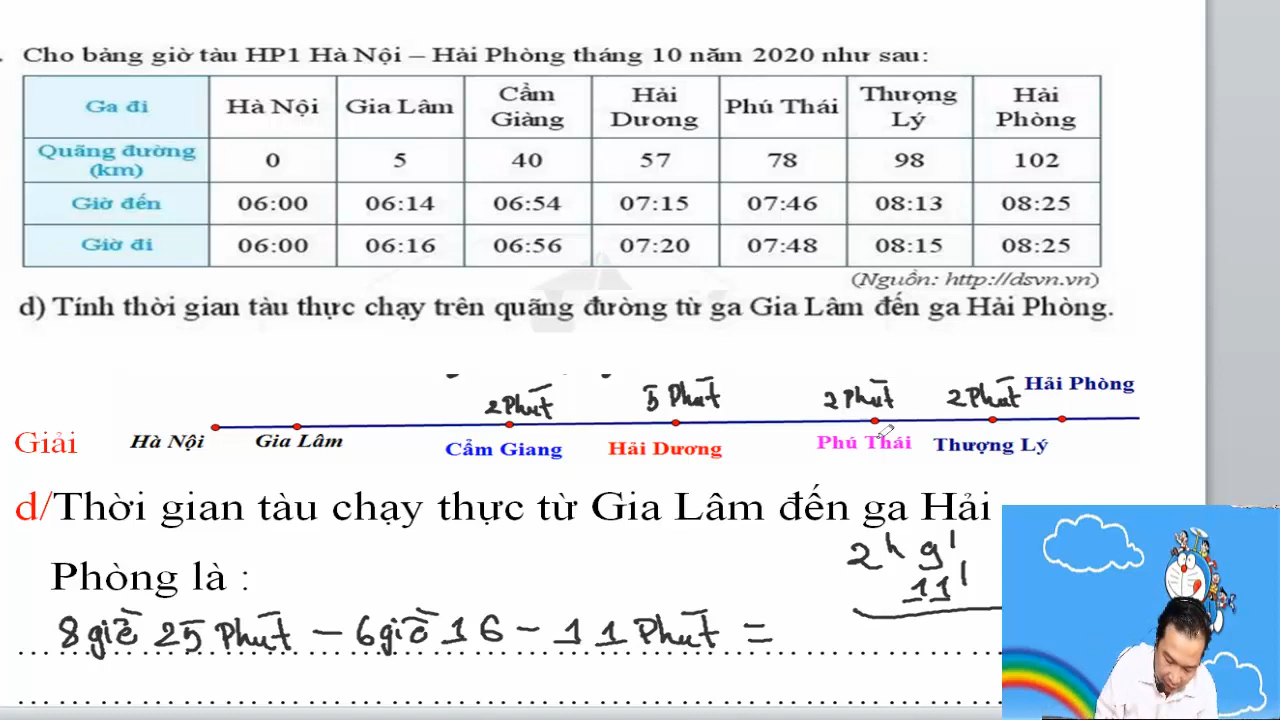 Cho bảng giờ tàu HP1 Hà Nội – Hải Phòng tháng 10 năm 2020 như sau:
Ga đi Hà Nội Gia Lâm Cẩm Giàng Hải Dương Phú Thái Thượng Lý Hải Phòng
Quãng đường (km) 0 5 40 57 78 98 102
Giờ đến 06:00 06:14 06:54 07:15 07:46 08:13 08:25
Giờ đi 06:00 06:16 06:56 07:20 07:48 08:15 08:25
(Nguồn: http://dsvn.vn)
d) Tính thời gian tàu thực chạy trên quãng đường từ ga Gia Lâm đến ga Hải Phòng.
2 Phút 5 Phút 2 Phút 2 Phút Hải Phòng
Giải Hà Nội Gia Lâm Cẩm Giang Hải Dương Phú Thái Thượng Lý
d/Thời gian tàu chạy thực từ Gia Lâm đến ga Hải
Phòng là :
2h 9'
11'
8 giờ 25 Phút – 6 giờ 16 – 11 Phút =